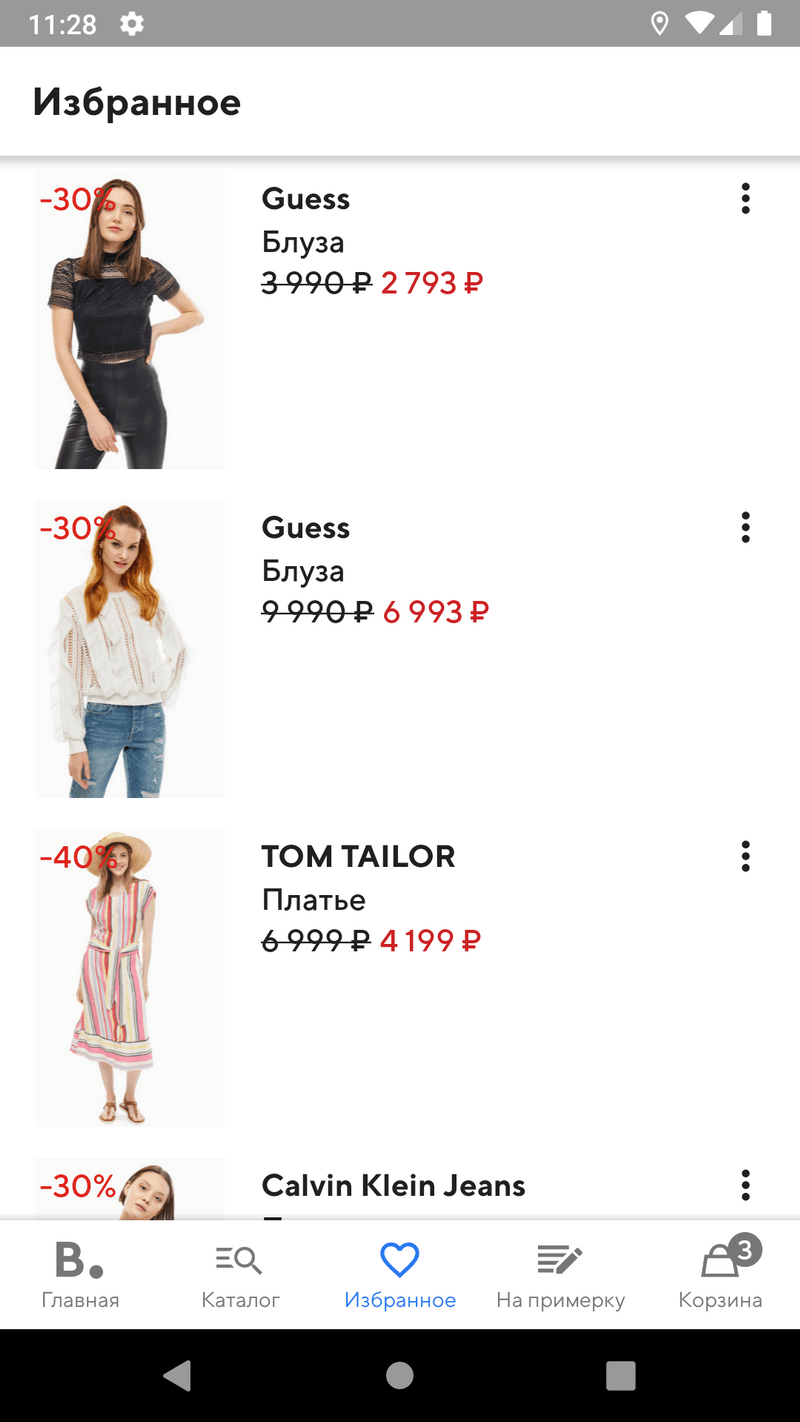 11:28
Избранное
-30%
Guess
Блуза
3 990 ₽ 2 793 ₽
-30%
Guess
Блуза
9 990 ₽ 6 993 ₽
-40%
TOM TAILOR
Платье
6 999 ₽ 4 199 ₽
-30%
Calvin Klein Jeans
B.
3
Главная
Каталог
Избранное
На примерку
Корзина